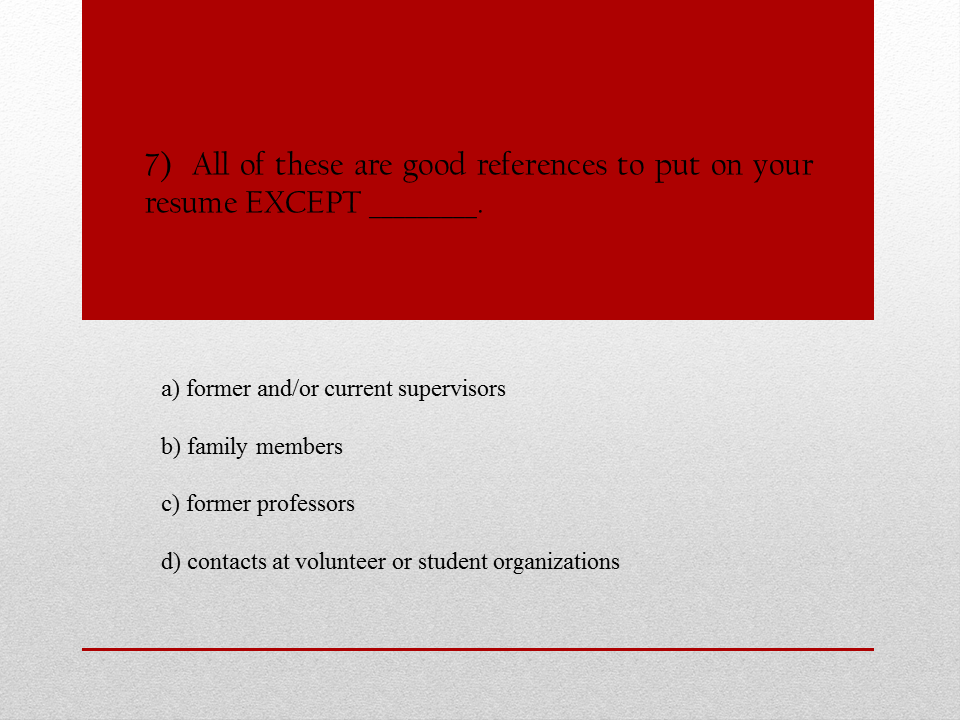 7) All of these are good references to put on your
resume EXCEPT _______.
a) former and/or current supervisors
b) family members
c) former professors
d) contacts at volunteer or student organizations